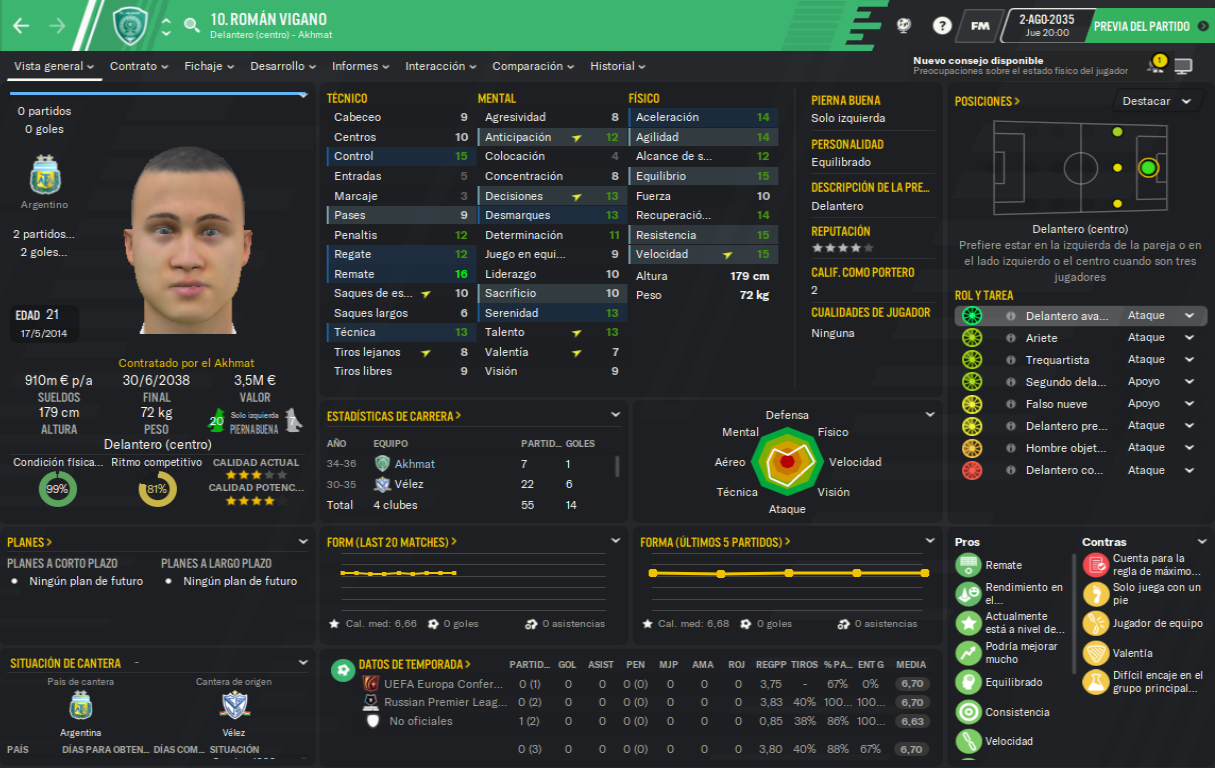 10. ROMÁN VIGANO
Delantero (centro) - Akhmat
FM
2-AGO-2035
Jue 20:00
PREVIA DEL PARTIDO
Vista general
Contrato
Fichaje
Desarrollo
Informes
Interacción
Comparación
Historial
Nuevo consejo disponible
Preocupaciones sobre el estado físico del jugador
1
0 partidos
0 goles
Argentino
2 partidos...
2 goles...
EDAD 21
17/5/2014
Contratado por el Akhmat
910m € p/a 30/6/2038 3,5M €
SUELDOS FINAL VALOR
179 cm 72 kg 20 Solo izquierda 7
ALTURA PESO PIERNA BUENA
Delantero (centro)
Condición física... Ritmo competitivo CALIDAD ACTUAL
99% 81%
CALIDAD POTENC...
TÉCNICO
Cabeceo 9
Centros 10
Control 15
Entradas 5
Marcaje 3
Pases 9
Penaltis 12
Regate 12
Remate 16
Saques de es... 10
Saques largos 6
Técnica 13
Tiros lejanos 8
Tiros libres 9
MENTAL
Agresividad 8
Anticipación 12
Colocación 4
Concentración 8
Decisiones 13
Desmarques 13
Determinación 11
Juego en equi... 9
Liderazgo 10
Sacrificio 10
Serenidad 13
Talento 13
Valentía 7
Visión 9
FÍSICO
Aceleración 14
Agilidad 14
Alcance de s... 12
Equilibrio 15
Fuerza 10
Recuperació... 14
Resistencia 15
Velocidad 15
Altura 179 cm
Peso 72 kg
PIERNA BUENA
Solo izquierda
PERSONALIDAD
Equilibrado
DESCRIPCIÓN DE LA PRE...
Delantero
REPUTACIÓN
CALIF. COMO PORTERO
2
CUALIDADES DE JUGADOR
Ninguna
POSICIONES >
Destacar
Delantero (centro)
Prefiere estar en la izquierda de la pareja o en
el lado izquierdo o el centro cuando son tres
jugadores
ROL Y TAREA
Delantero ava... Ataque
Ariete Ataque
Trequartista Ataque
Segundo dela... Apoyo
Falso nueve Apoyo
Delantero pre... Ataque
Hombre objet... Ataque
Delantero co... Ataque
ESTADÍSTICAS DE CARRERA >
AÑO EQUIPO PARTID... GOLES
34-36 Akhmat 7 1
30-35 Vélez 22 6
Total 4 clubes 55 14
Defensa
Mental Físico
Aéreo Velocidad
Técnica Visión
Ataque
PLANES >
PLANES A CORTO PLAZO PLANES A LARGO PLAZO
Ningún plan de futuro Ningún plan de futuro
FORM (LAST 20 MATCHES) >
Cal. med: 6,66 0 goles 0 asistencias
FORMA (ÚLTIMOS 5 PARTIDOS) >
Cal. med: 6,68 0 goles 0 asistencias
Pros
Remate
Rendimiento en
el...
Actualmente
está a nivel de...
Podría mejorar
mucho
Equilibrado
Consistencia
Velocidad
Contras
Cuenta para la
regla de máximo...
Solo juega con un
pie
Jugador de equipo
Valentía
Difícil encaje en el
grupo principal...
SITUACIÓN DE CANTERA -
País de cantera Cantera de origen
Argentina Vélez
PAÍS DÍAS PARA OBTEN... DÍAS COM... SITUACIÓN
DATOS DE TEMPORADA > PARTID... GOL ASIST PEN MJP AMA ROJ REGPP TIROS % PA... ENT G MEDIA
UEFA Europa Confer... 0 (1) 0 0 0 (0) 0 0 0 3,75 67% 0% 6,70
Russian Premier Leag... 0 (2) 0 0 0 (0) 0 0 0 3,83 40% 100... 100... 6,70
No oficiales 1 (2) 0 0 0 (0) 0 0 0 0,85 38% 86% 100... 6,63
0 (3) 0 0 0 (0) 0 0 0 3,80 40% 88% 67% 6,70